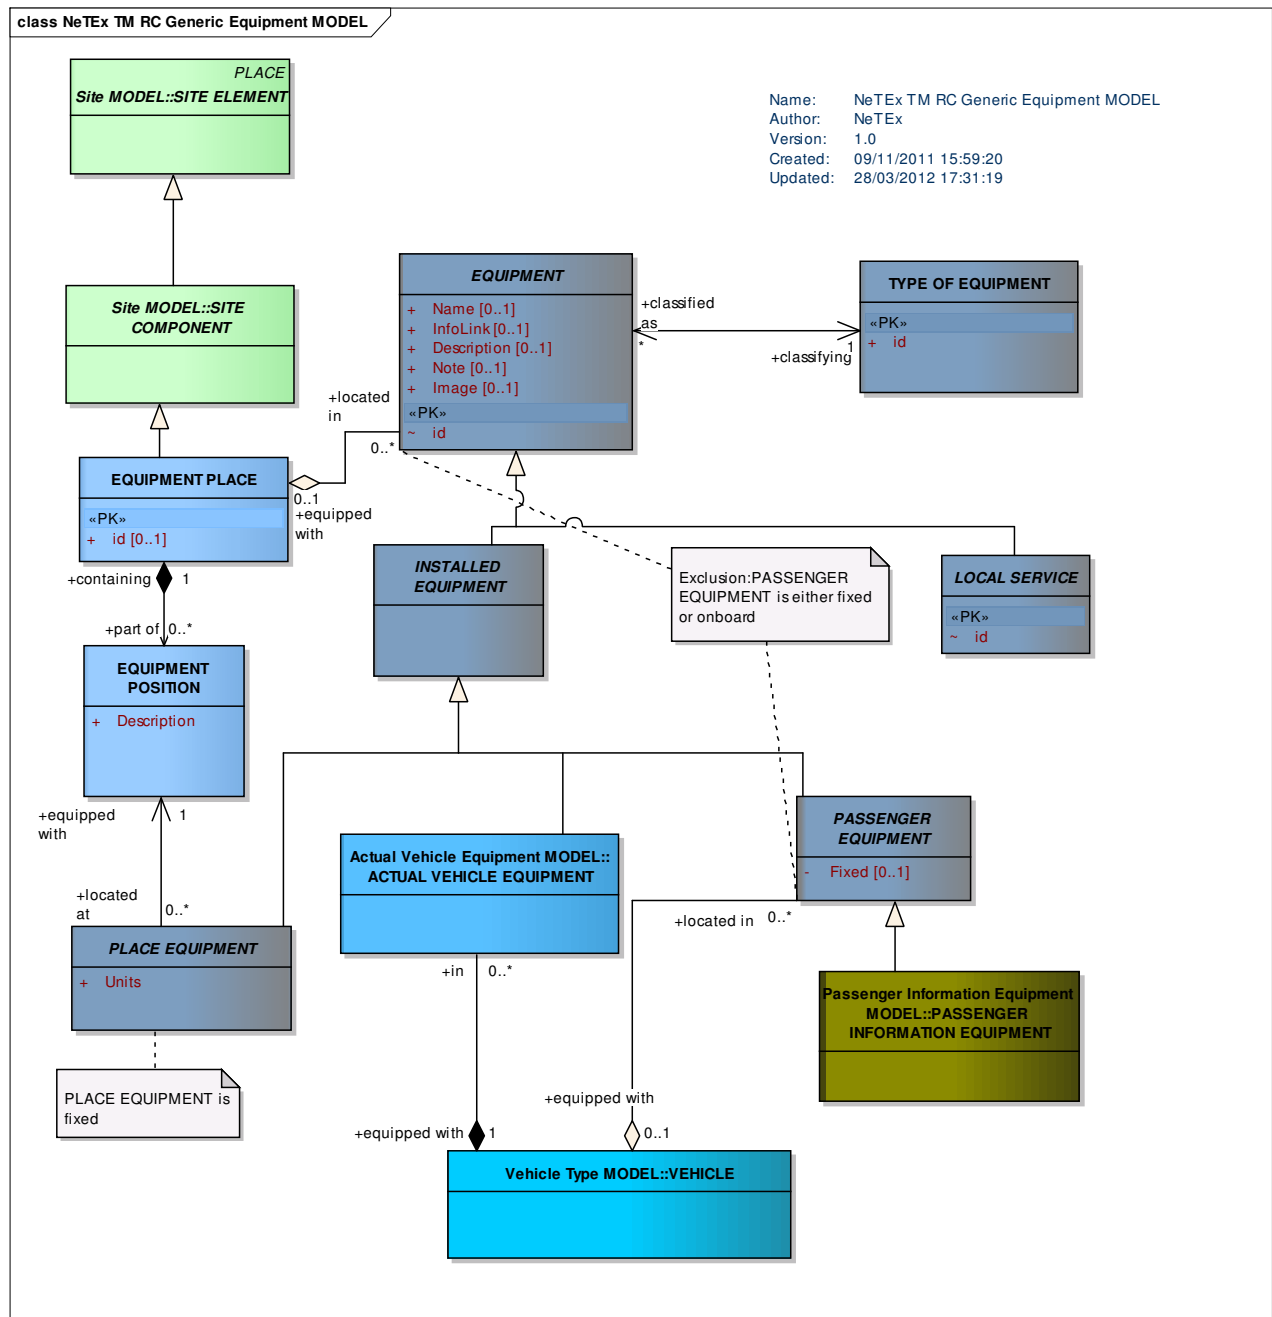 class NeTEx TM RC Generic Equipment MODEL
PLACE
Site MODEL::SITE ELEMENT
Name: NeTEx TM RC Generic Equipment MODEL
Author: NeTEx
Version: 1.0
Created: 09/11/2011 15:59:20
Updated: 28/03/2012 17:31:19
Site MODEL::SITE
COMPONENT
EQUIPMENT
+ Name [0..1]
+ InfoLink [0..1]
+ Description [0..1]
+ Note [0..1]
+ Image [0..1]
«PK»
~ id
+classified
as
*
1
+classifying
TYPE OF EQUIPMENT
«PK»
+ id
+located
in
0..*
0..1
+equipped
with
EQUIPMENT PLACE
«PK»
+ id [0..1]
+containing
1
+part of
0..*
EQUIPMENT
POSITION
+ Description
INSTALLED
EQUIPMENT
Exclusion:PASSENGER
EQUIPMENT is either fixed
or onboard
LOCAL SERVICE
«PK»
~ id
+equipped
with
1
+located
at
0..*
PLACE EQUIPMENT
+ Units
PLACE EQUIPMENT is
fixed
Actual Vehicle Equipment MODEL::
ACTUAL VEHICLE EQUIPMENT
+in
0..*
PASSENGER
EQUIPMENT
- Fixed [0..1]
+located in
0..*
Passenger Information Equipment
MODEL::PASSENGER
INFORMATION EQUIPMENT
+equipped with
0..1
+equipped with
1
Vehicle Type MODEL::VEHICLE